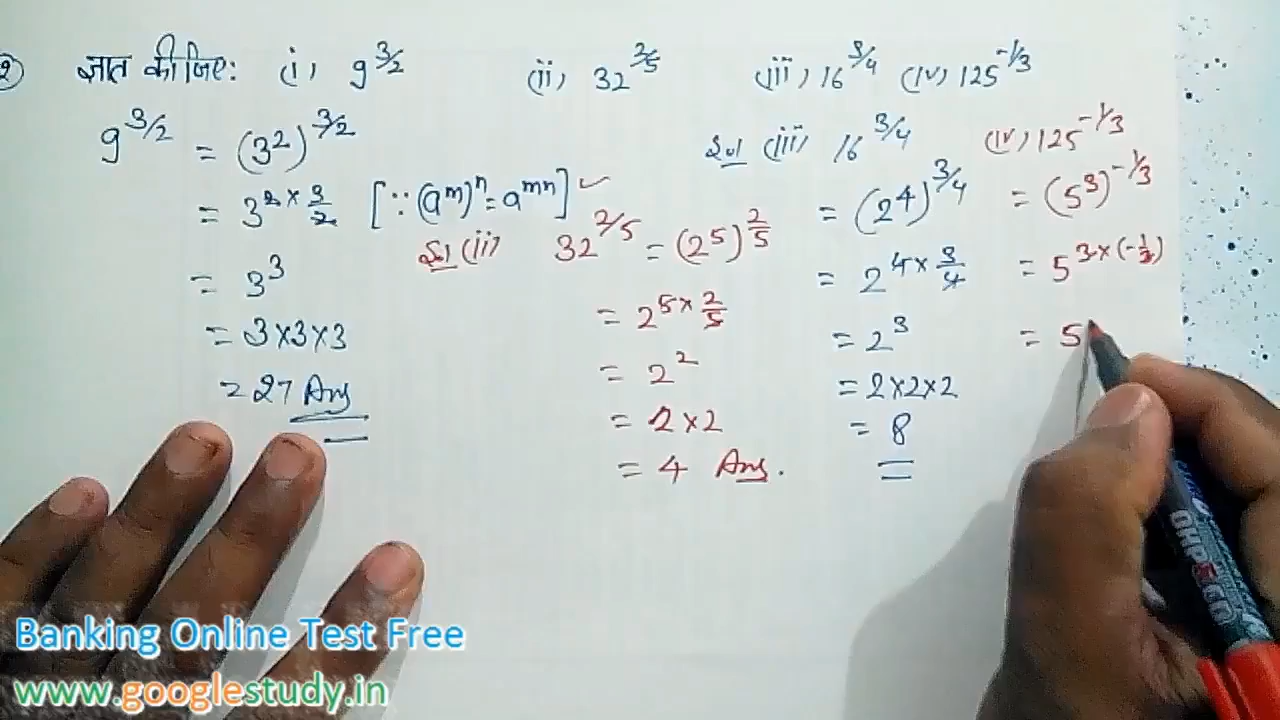 2) ज्ञात कीजिए: (i) 9^3/2 (ii) 32^2/5 (iii) 16^3/4 (iv) 125^-1/3
9^3/2 = (3^2)^3/2
= 3^2×3/2 [∵ (a^m)^n = a^mn] ✓
= 3^3
= 3×3×3
= 27 Ans
Sol (ii) 32^2/5 = (2^5)^2/5
= 2^5×2/5
= 2^2
= 2×2
= 4 Ans.
Sol (iii) 16^3/4
= (2^4)^3/4
= 2^4×3/4
= 2^3
= 2×2×2
= 8
(iv) 125^-1/3
= (5^3)^-1/3
= 5^3×(-1/3)
= 5
OHPECO
Banking Online Test Free
www.googlestudy.in